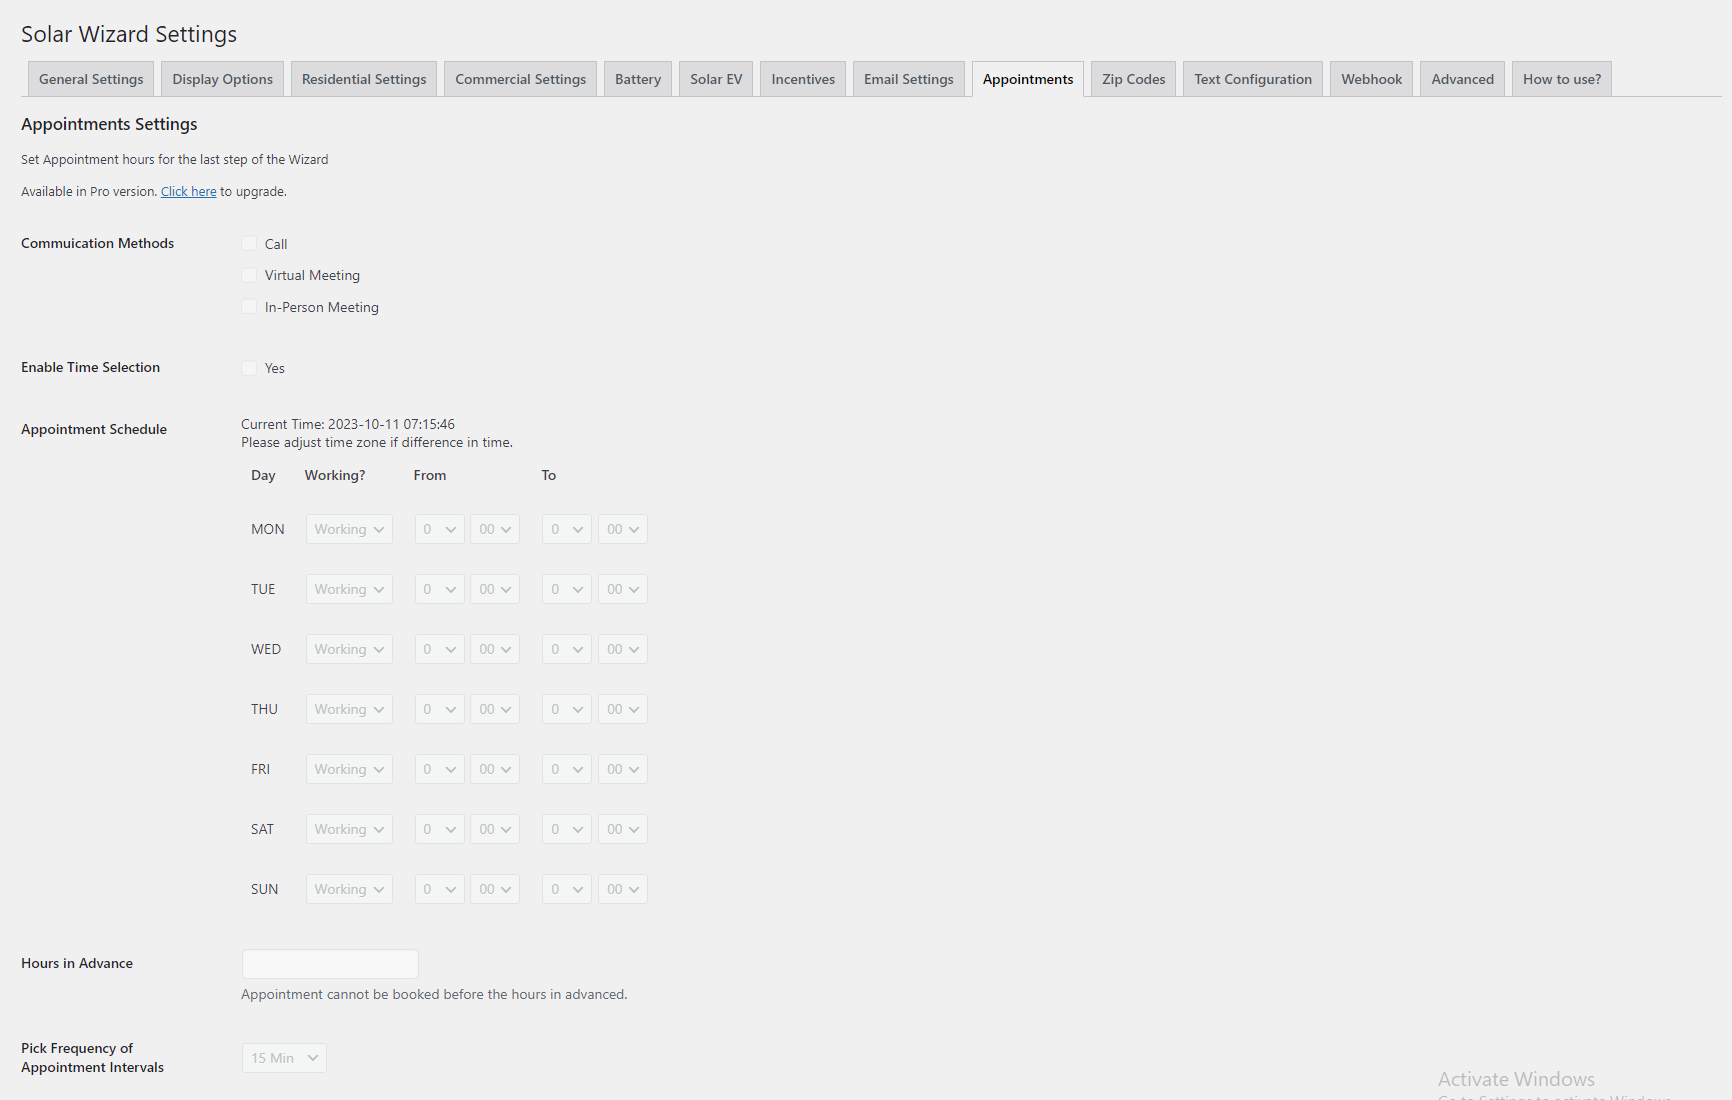 Solar Wizard Settings
General Settings Display Options Residential Settings Commercial Settings Battery Solar EV Incentives Email Settings Appointments Zip Codes Text Configuration Webhook Advanced How to use?
Appointments Settings
Set Appointment hours for the last step of the Wizard
Available in Pro version. Click here to upgrade.
Commuication Methods
Call
Virtual Meeting
In-Person Meeting
Enable Time Selection Yes
Appointment Schedule
Current Time: 2023-10-11 07:15:46
Please adjust time zone if difference in time.
Day Working? From To
MON Working 0 00 0 00
TUE Working 0 00 0 00
WED Working 0 00 0 00
THU Working 0 00 0 00
FRI Working 0 00 0 00
SAT Working 0 00 0 00
SUN Working 0 00 0 00
Hours in Advance
Appointment cannot be booked before the hours in advanced.
Pick Frequency of
Appointment Intervals
15 Min
Activate Windows
Go to Settings to activate Windows.